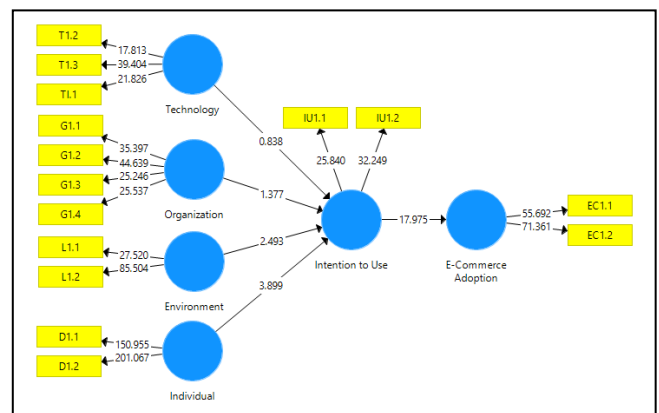 T1.2
17.813
T1.3
39.404
TI.1
21.826
Technology
0.838
G1.1
35.397
G1.2
44.639
G1.3
25.246
G1.4
25.537
Organization
1.377
L1.1
27.520
L1.2
85.504
Environment
2.493
D1.1
150.955
D1.2
201.067
Individual
3.899
IU1.1
IU1.2
25.840
32.249
Intention to Use
17.975
E-Commerce
Adoption
55.692
EC1.1
71.361
EC1.2